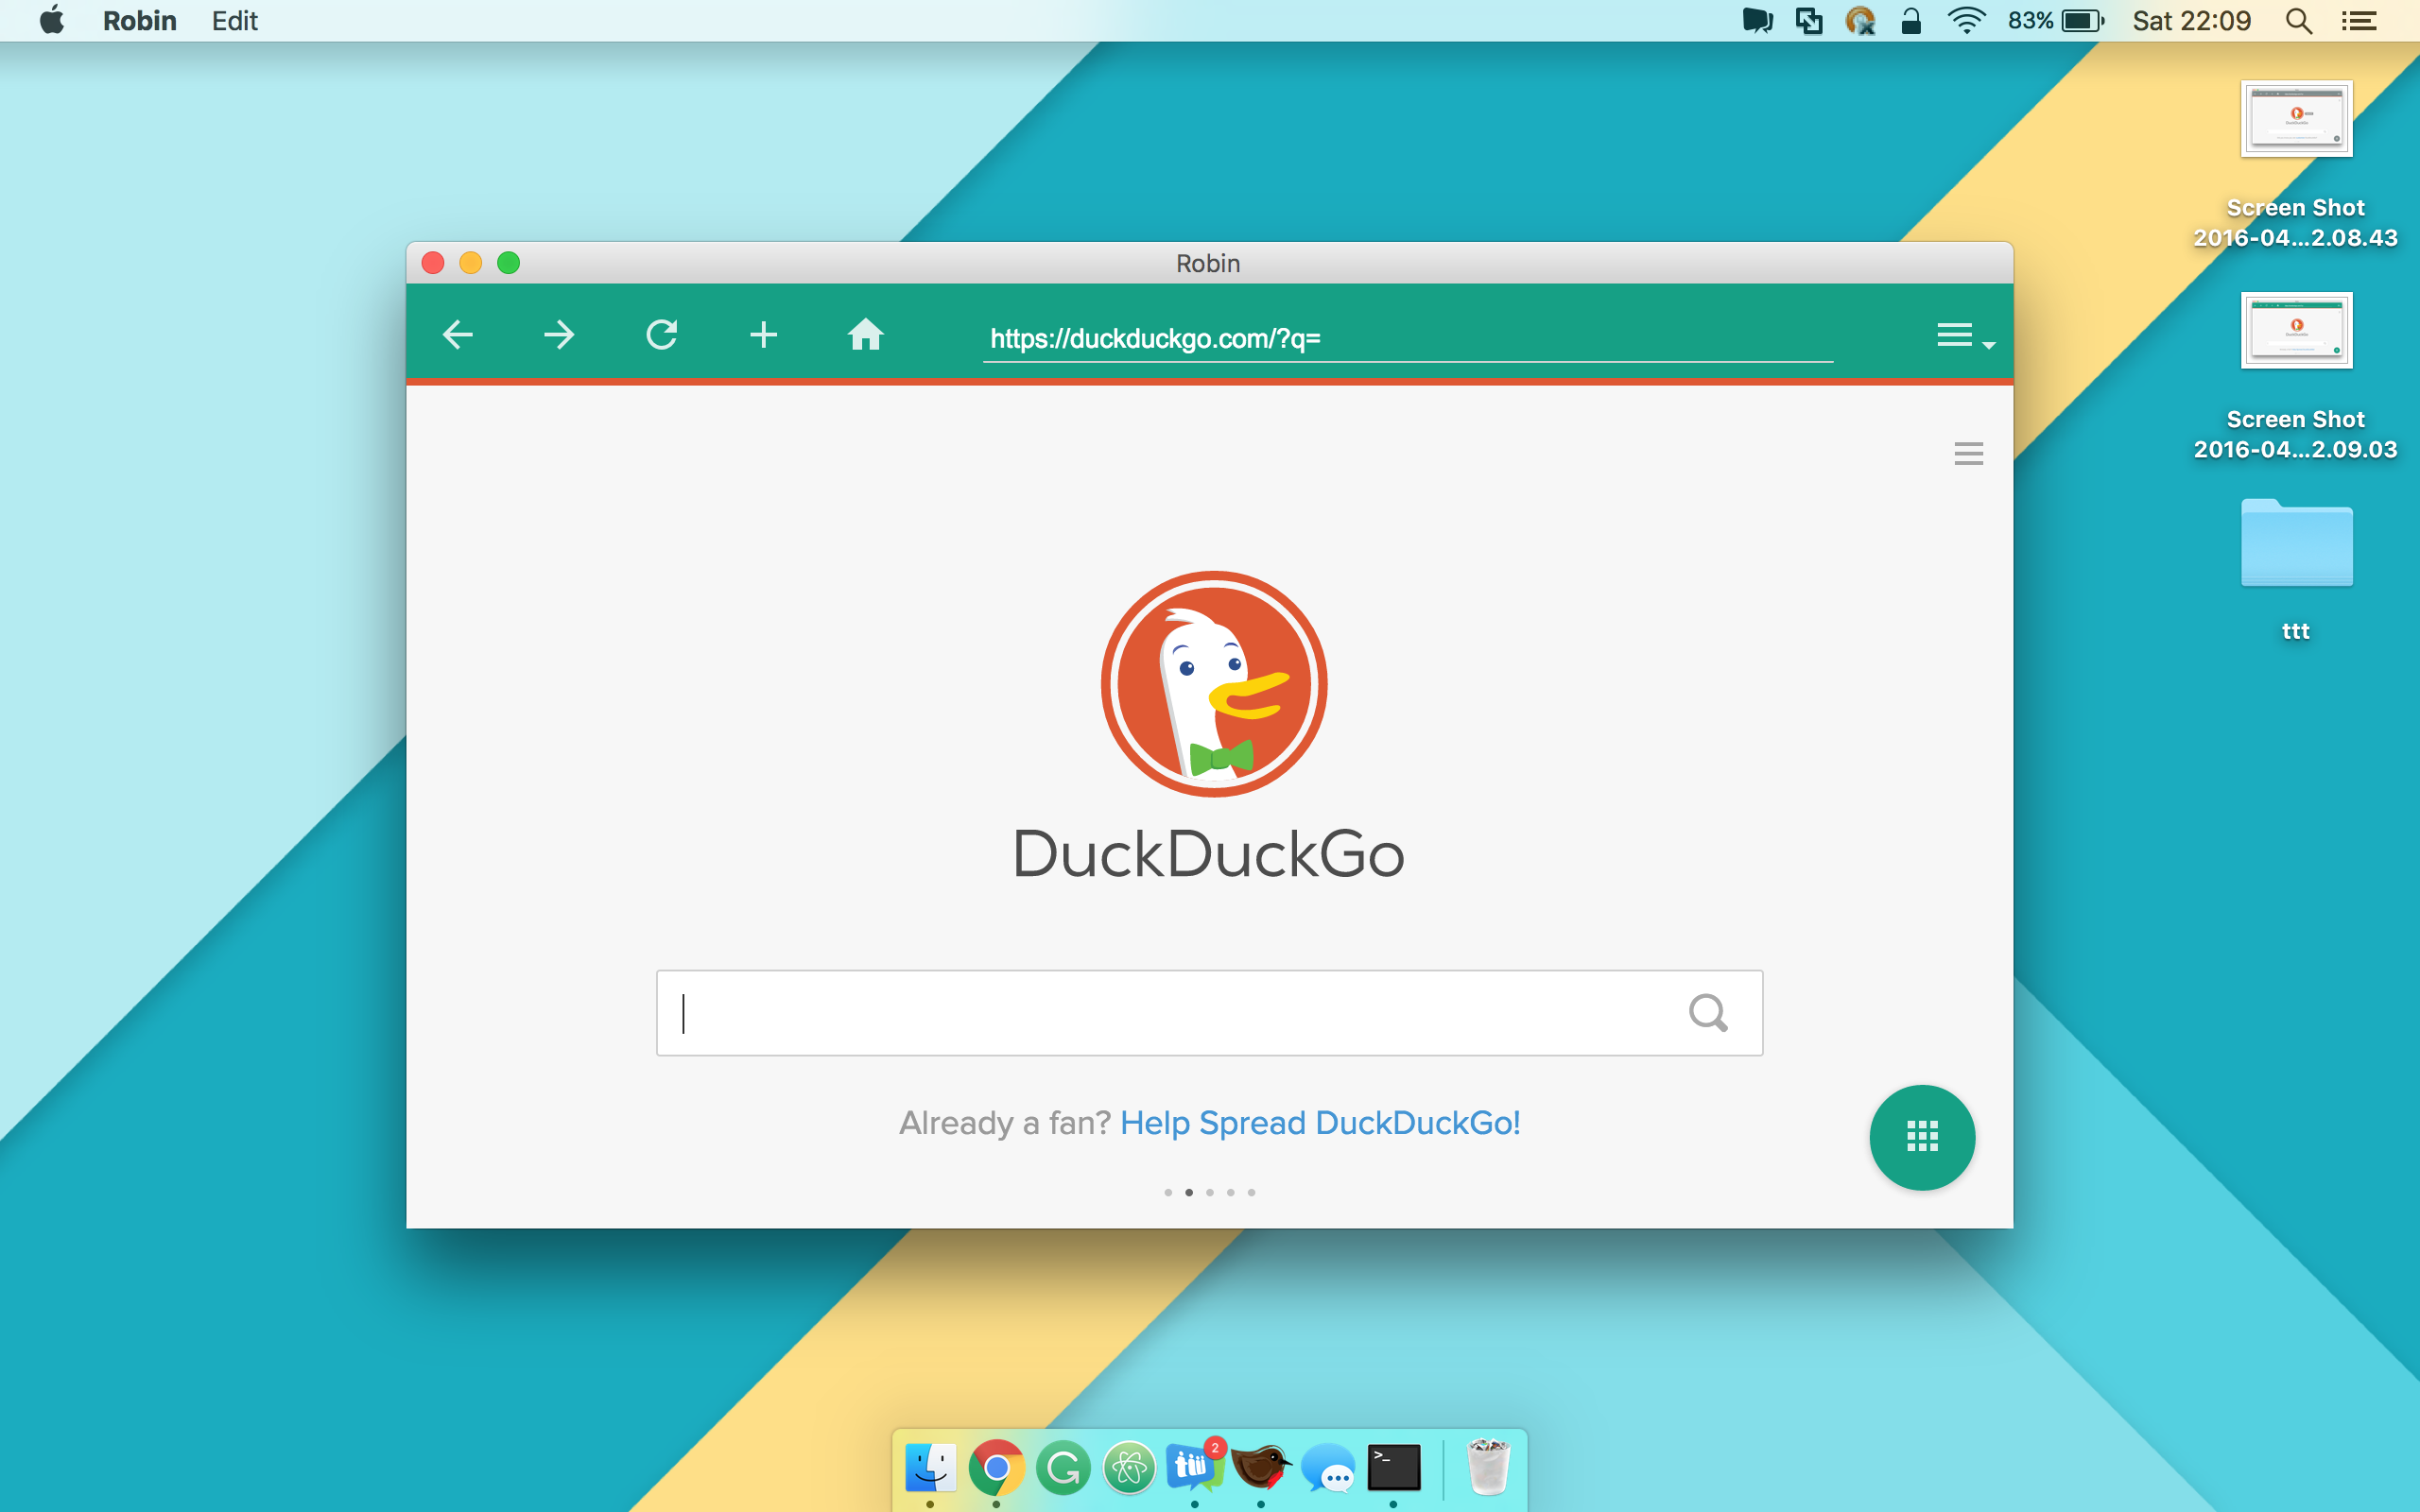 Robin Edit 83% Sat 22:09
Screen Shot
2016-04...2.08.43
Robin
https://duckduckgo.com/?q=
Screen Shot
2016-04...2.09.03
ttt
DuckDuckGo
Already a fan? Help Spread DuckDuckGo!
2
>_